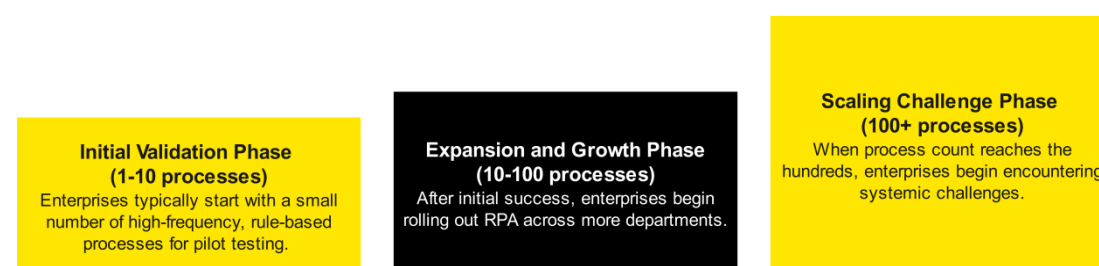 Initial Validation Phase
(1-10 processes)
Enterprises typically start with a small
number of high-frequency, rule-based
processes for pilot testing.
Expansion and Growth Phase
(10-100 processes)
After initial success, enterprises begin
rolling out RPA across more departments.
Scaling Challenge Phase
(100+ processes)
When process count reaches the
hundreds, enterprises begin encountering
systemic challenges.